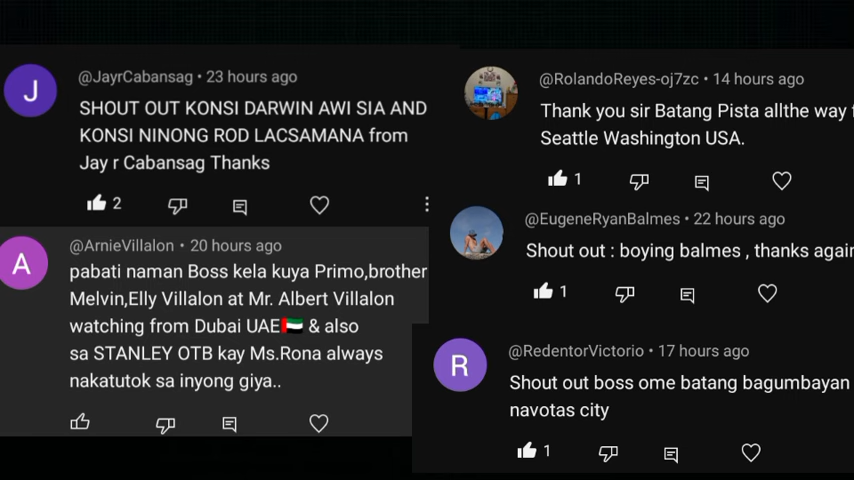 @JayrCabansag • 23 hours ago
SHOUT OUT KONSI DARWIN AWI SIA AND
KONSI NINONG ROD LACSAMANA from
Jay r Cabansag Thanks
2
@ArnieVillalon • 20 hours ago
pabati naman Boss kela kuya Primo,brother
Melvin,Elly Villalon at Mr. Albert Villalon
watching from Dubai UAE🇦🇪 & also
sa STANLEY OTB kay Ms.Rona always
nakatutok sa inyong giya..
@RolandoReyes-oj7zc • 14 hours ago
Thank you sir Batang Pista allthe way f
Seattle Washington USA.
1
@EugeneRyanBalmes • 22 hours ago
Shout out : boying balmes , thanks again
1
@RedentorVictorio • 17 hours ago
Shout out boss ome batang bagumbayan
navotas city
1